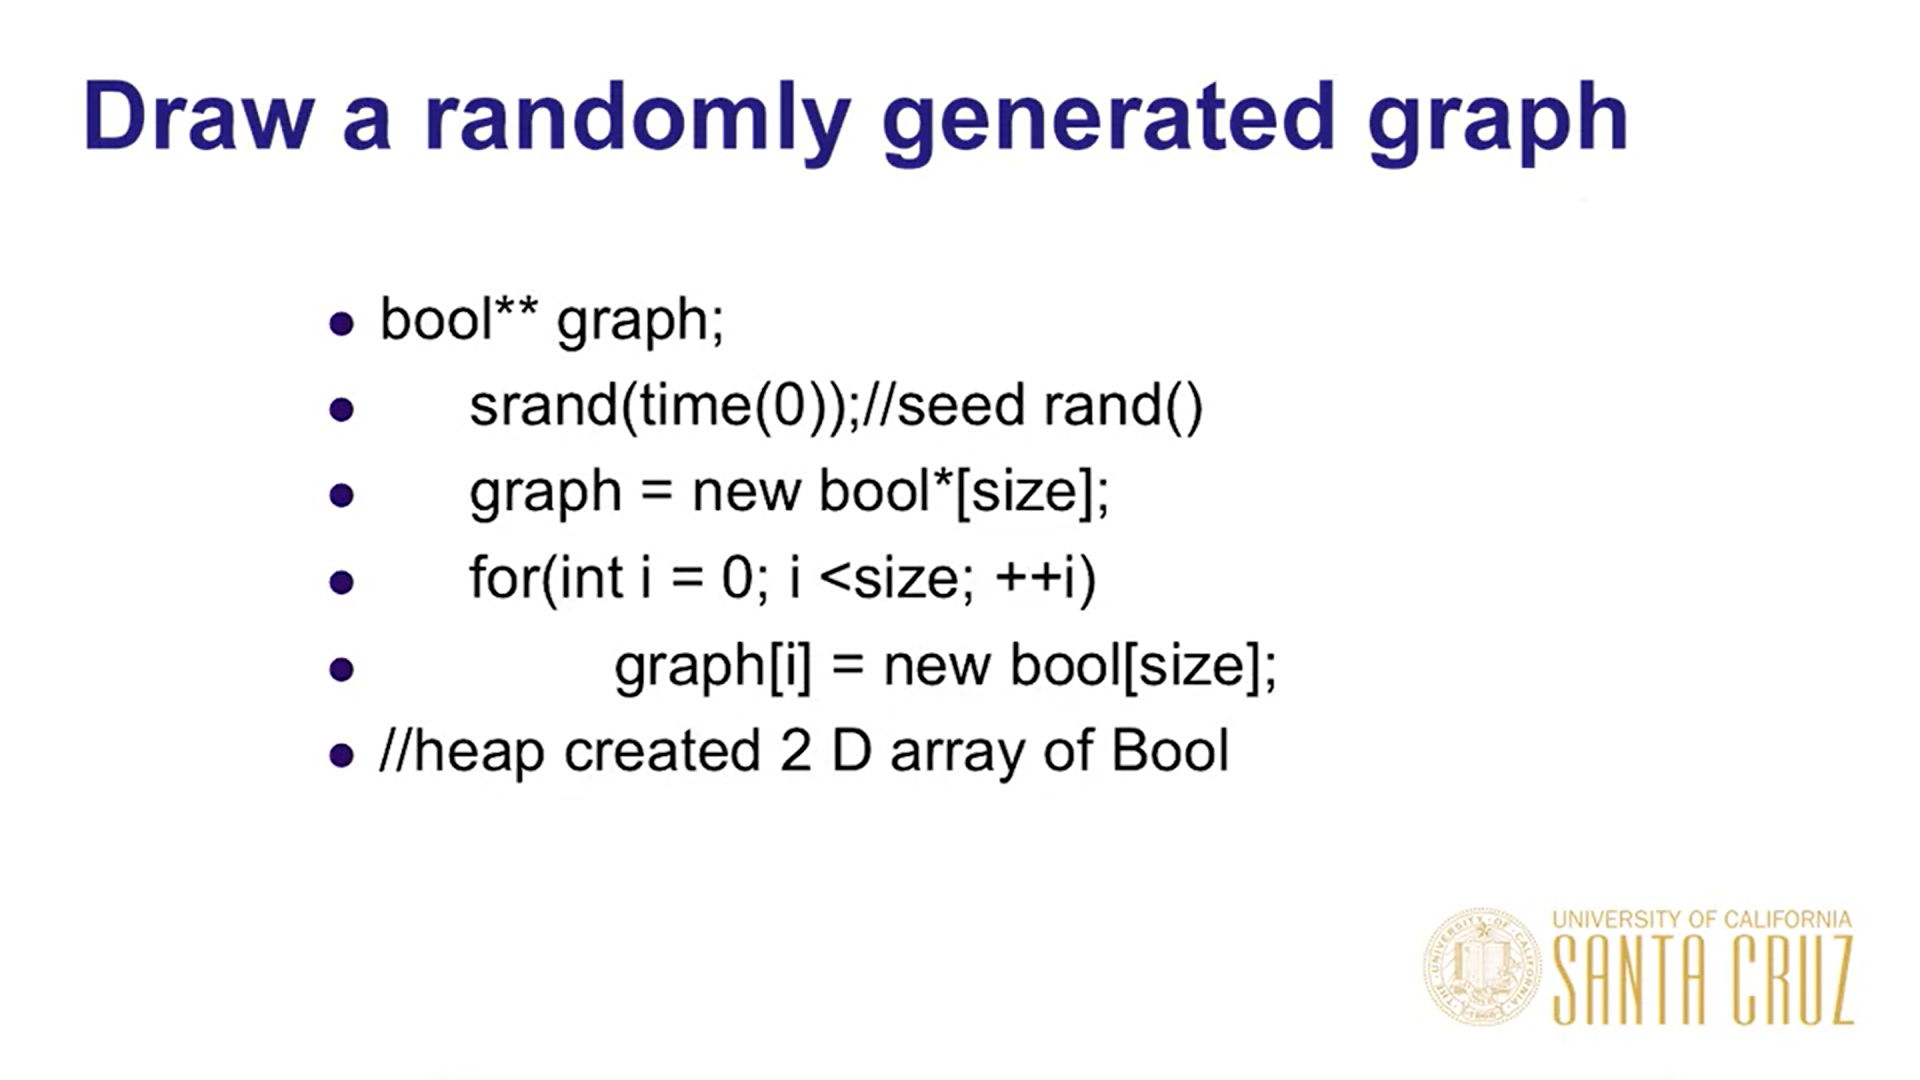 Draw a randomly generated graph
• bool** graph;
• srand(time(0));//seed rand()
• graph = new bool*[size];
• for(int i = 0; i <size; ++i)
• graph[i] = new bool[size];
• //heap created 2 D array of Bool
UNIVERSITY OF CALIFORNIA
SANTA CRUZ